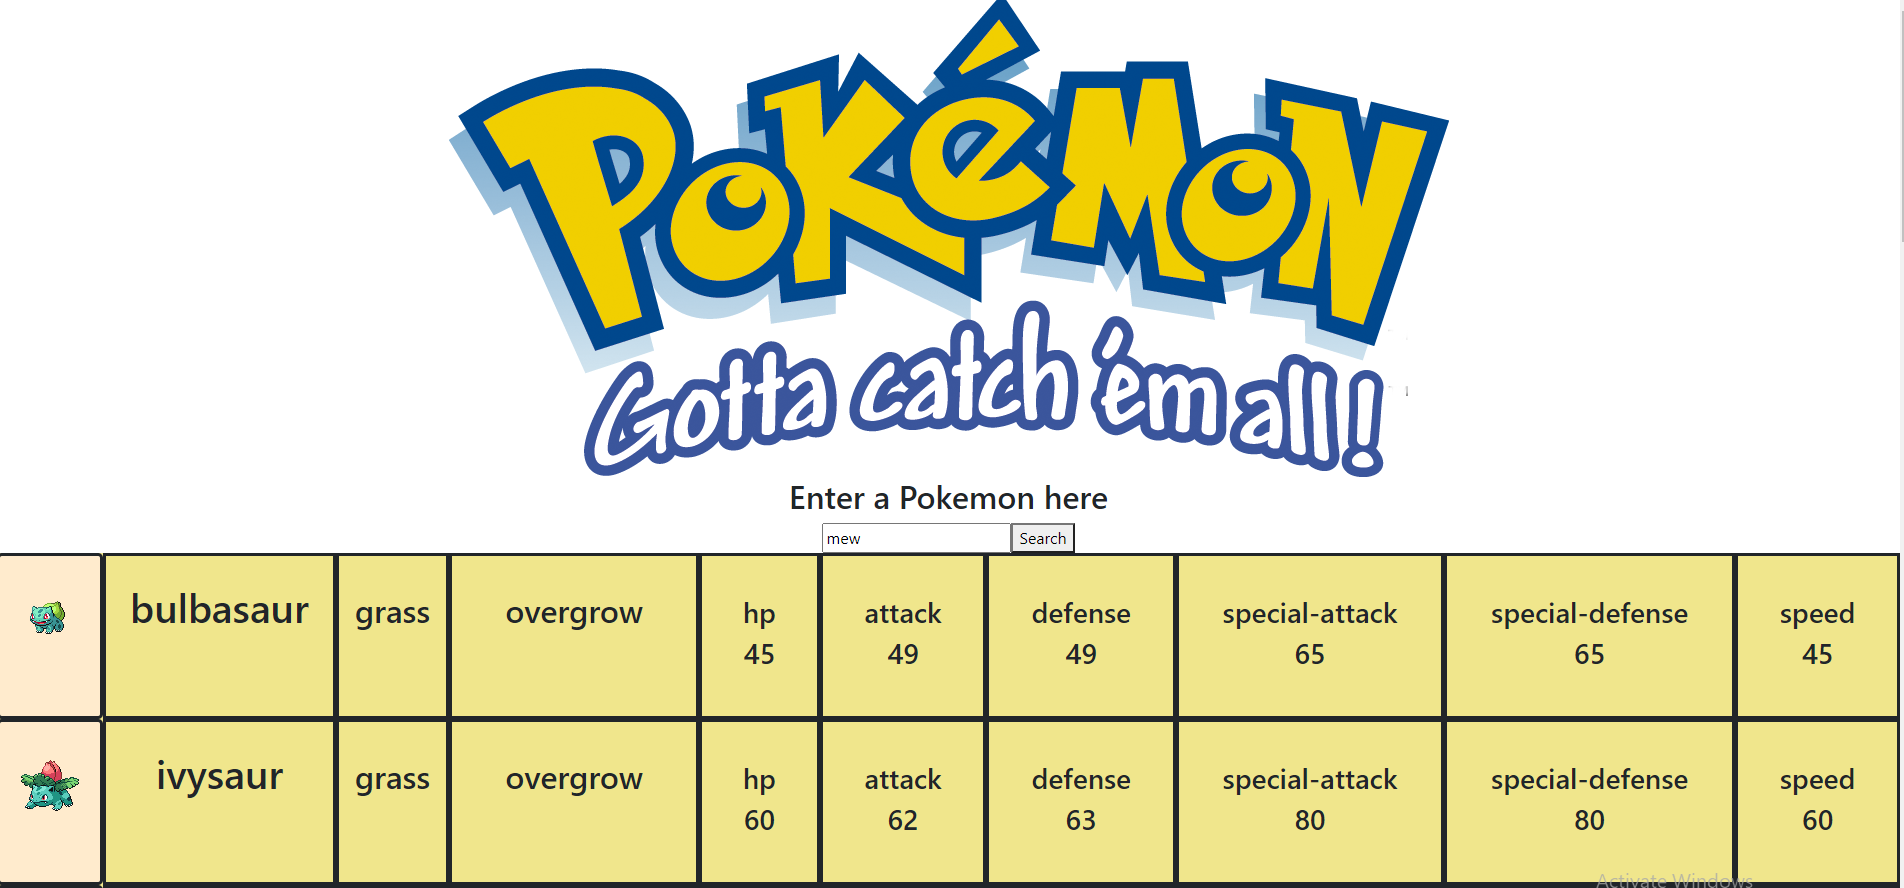 POKéMON
Gotta catch 'em all!
Enter a Pokemon here
mew Search
bulbasaur grass overgrow hp attack defense special-attack special-defense speed
45 49 49 65 65 45
ivysaur grass overgrow hp attack defense special-attack special-defense speed
60 62 63 80 80 60
Activate Windows